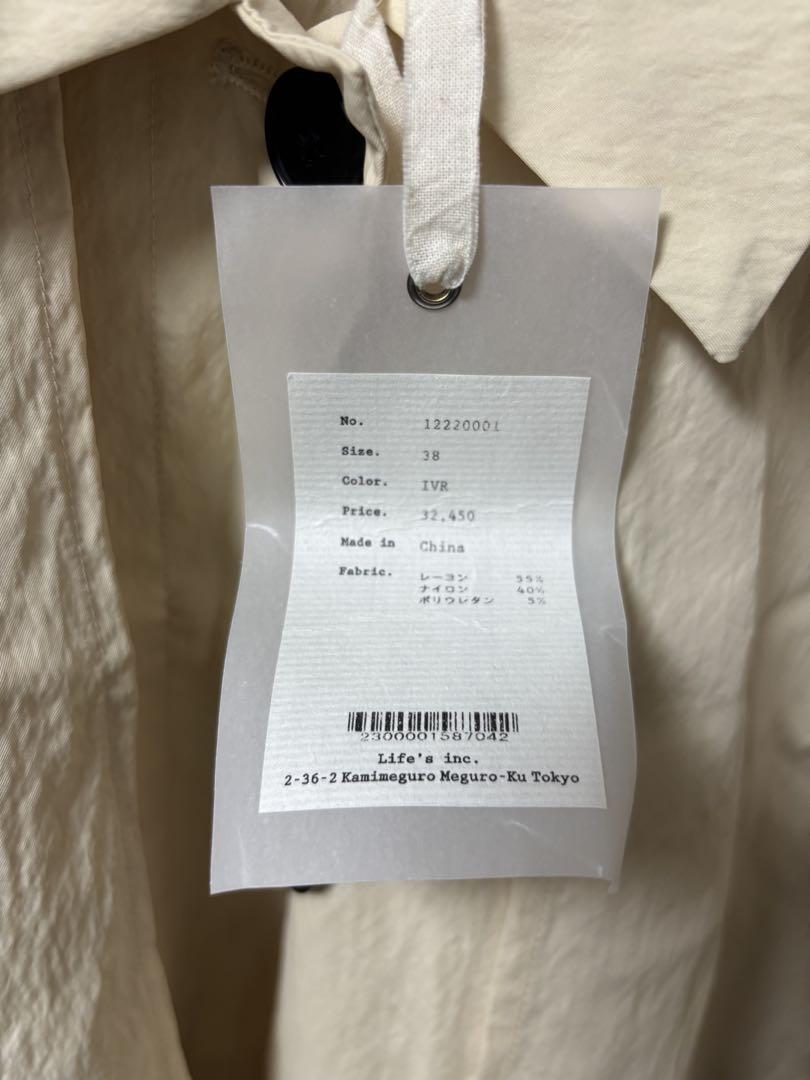 No. 12220001
Size. 38
Color. IVR
Price. 32,450
Made in China
Fabric. レーヨン 55%
ナイロン 40%
ポリウレタン 5%
2300001587042
Life's inc.
2-36-2 Kamimeguro Meguro-Ku Tokyo